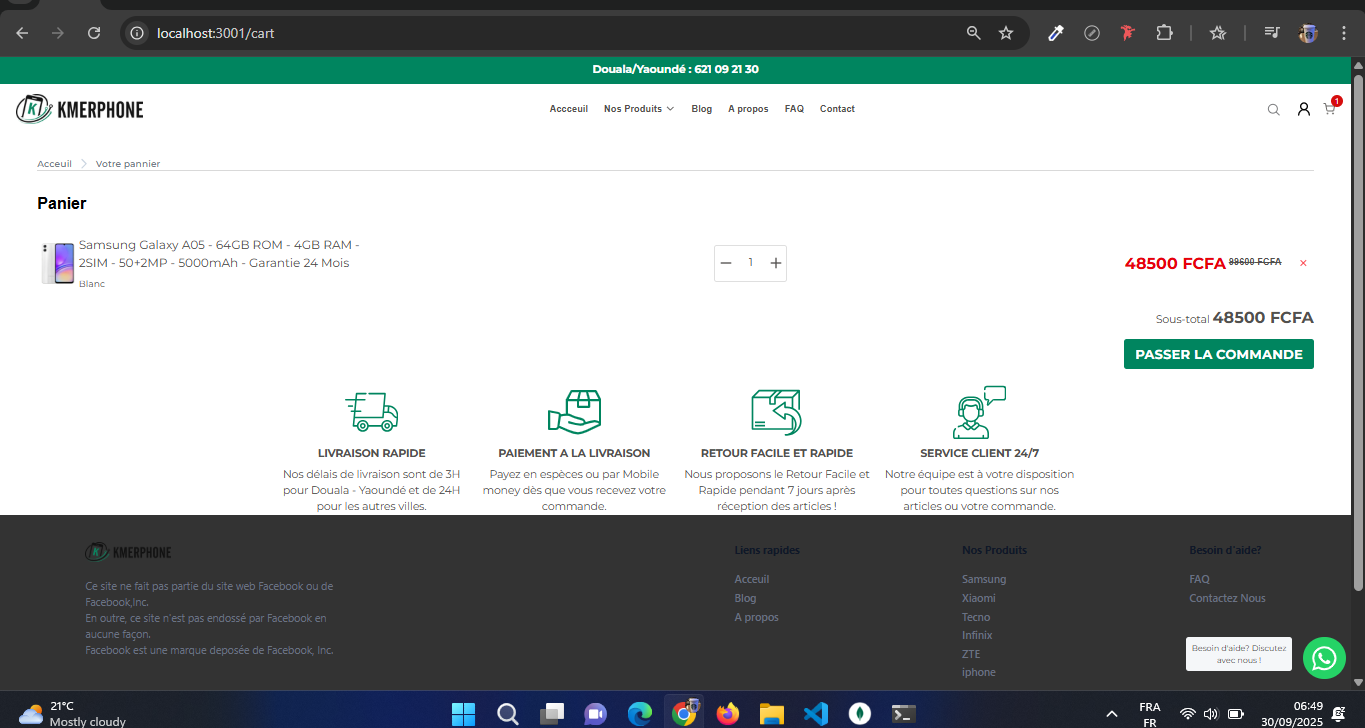 localhost:3001/cart
Douala/Yaoundé : 621 09 21 30
K KMERPHONE
Accceuil Nos Produits Blog A propos FAQ Contact
1
Acceuil Votre pannier
Panier
Samsung Galaxy A05 - 64GB ROM - 4GB RAM -
2SIM - 50+2MP - 5000mAh - Garantie 24 Mois
Blanc
1
48500 FCFA 99600 FCFA
Sous-total 48500 FCFA
PASSER LA COMMANDE
LIVRAISON RAPIDE
Nos délais de livraison sont de 3H
pour Douala - Yaoundé et de 24H
pour les autres villes.
PAIEMENT A LA LIVRAISON
Payez en espèces ou par Mobile
money dès que vous recevez votre
commande.
RETOUR FACILE ET RAPIDE
Nous proposons le Retour Facile et
Rapide pendant 7 jours après
réception des articles !
SERVICE CLIENT 24/7
Notre équipe est à votre disposition
pour toutes questions sur nos
articles ou votre commande.
K KMERPHONE
Ce site ne fait pas partie du site web Facebook ou de
Facebook,Inc.
En outre, ce site n'est pas endossé par Facebook en
aucune façon.
Facebook est une marque deposée de Facebook, Inc.
Liens rapides
Acceuil
Blog
A propos
Nos Produits
Samsung
Xiaomi
Tecno
Infinix
ZTE
iphone
Besoin d'aide?
FAQ
Contactez Nous
Besoin d'aide? Discutez
avec nous !
21°C
Mostly cloudy
FRA
FR
06:49
30/09/2025